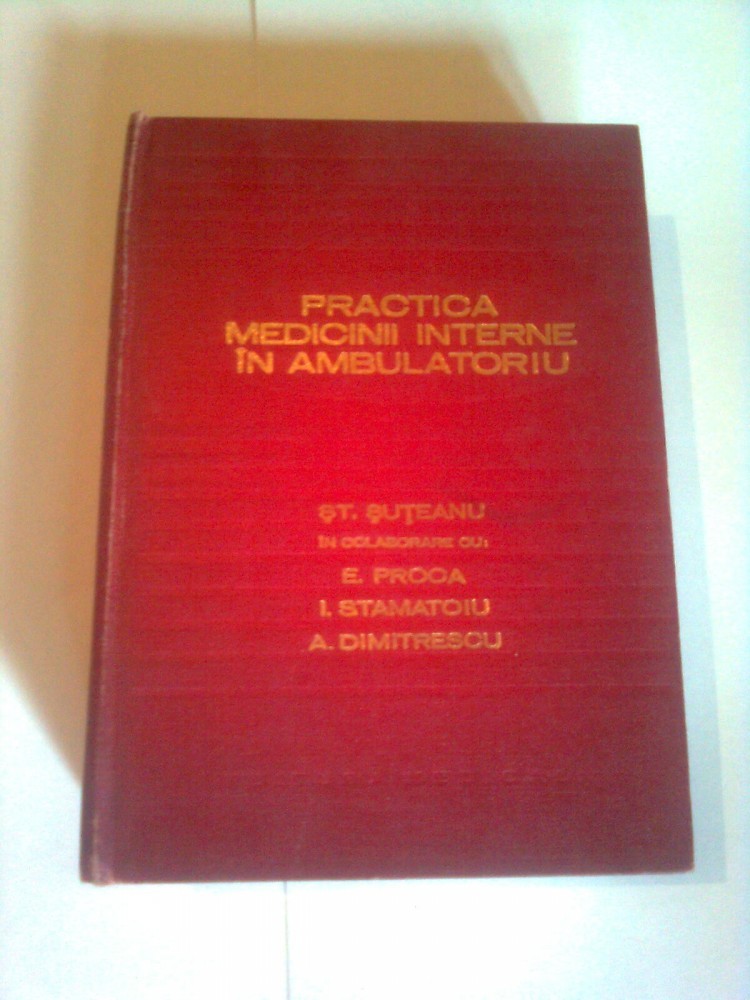 PRACTICA
MEDICINII INTERNE
ÎN AMBULATORIU
ȘT. ȘUȚEANU
ÎN COLABORARE CU:
E. PROCA
I. STAMATOIU
A. DIMITRESCU